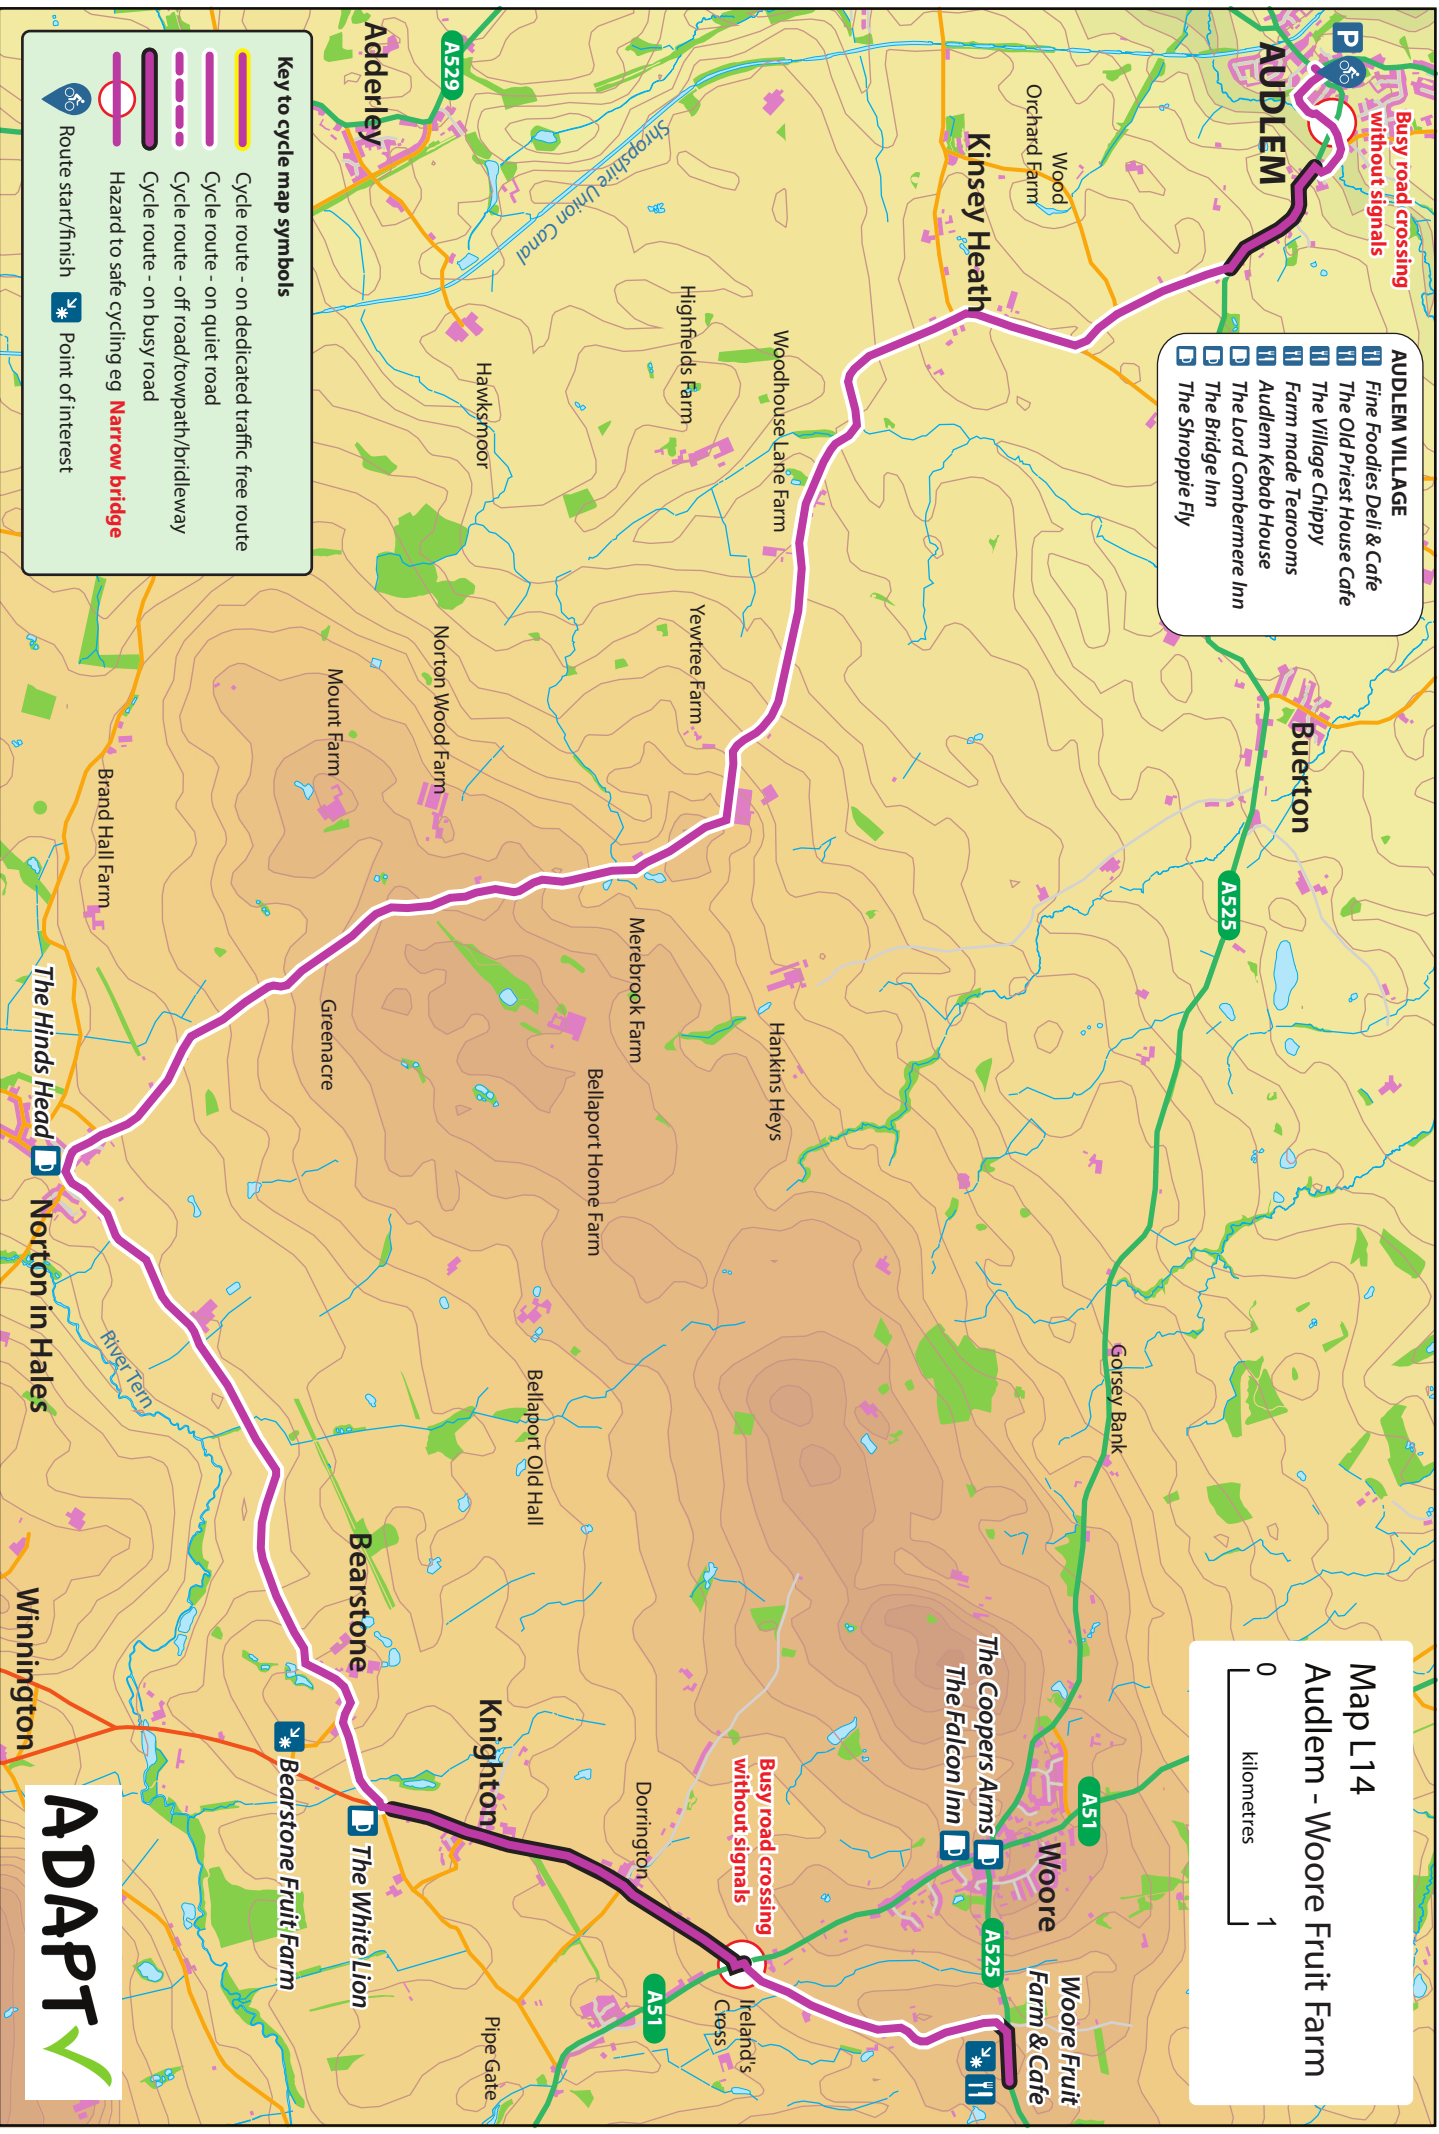 Map L14
Audlem - Woore Fruit Farm
0
1
kilometres
Busy road crossing
without signals
AUDLEM
P
AUDLEM VILLAGE
Fine Foodies Deli & Cafe
The Old Priest House Cafe
The Village Chippy
Farm made Tearooms
Audlem Kebab House
The Lord Combermere Inn
The Bridge Inn
The Shroppie Fly
Buerton
A525
Gorsey Bank
Wood
Orchard Farm
Kinsey Heath
Shropshire Union Canal
A529
Adderley
Highfields Farm
Woodhouse Lane Farm
Hawksmoor
Yewtree Farm
Norton Wood Farm
Mount Farm
Brand Hall Farm
Merebrook Farm
Hankins Heys
Greenacre
Bellaport Home Farm
The Hinds Head
Norton in Hales
River Tern
Bellaport Old Hall
Bearstone
Winnington
Knighton
Bearstone Fruit Farm
The White Lion
Dorrington
Busy road crossing
without signals
The Coopers Arms
The Falcon Inn
Woore
A51
A525
Woore Fruit
Farm & Cafe
Ireland's
Cross
A51
Pipe Gate
Key to cycle map symbols
Cycle route - on dedicated traffic free route
Cycle route - on quiet road
Cycle route - off road/towpath/bridleway
Cycle route - on busy road
Hazard to safe cycling eg Narrow bridge
Route start/finish
Point of interest
ADAPT